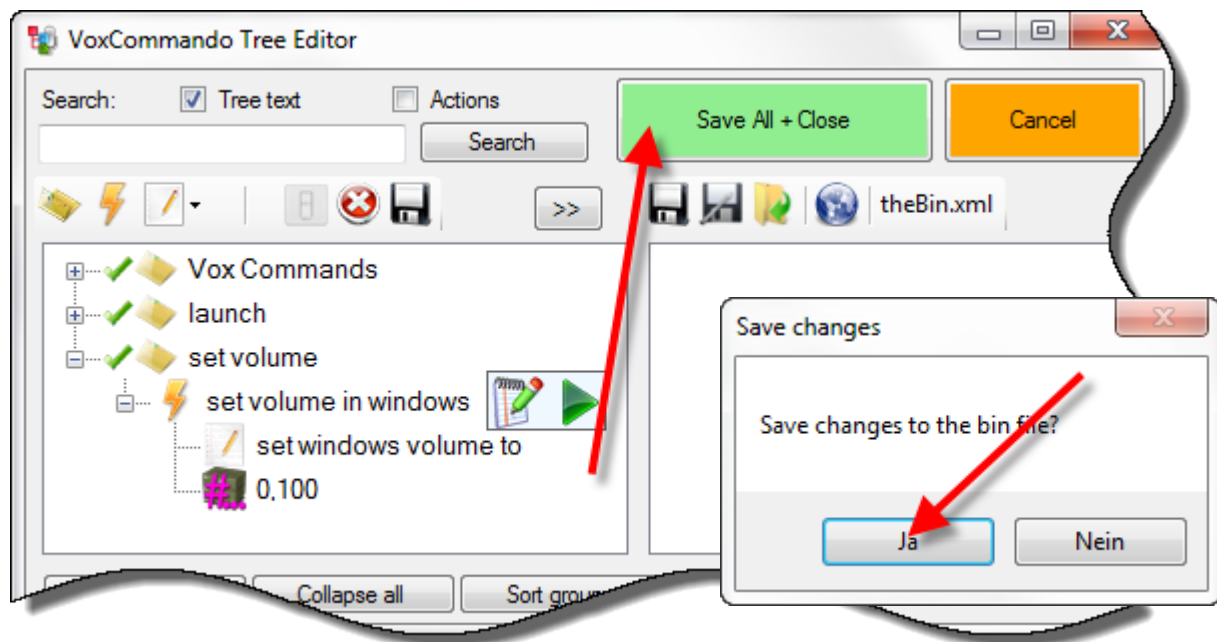 VoxCommando Tree Editor
Search:
Tree text
Actions
Search
Save All + Close
Cancel
>>
theBin.xml
Vox Commands
launch
set volume
set volume in windows
set windows volume to
0,100
Collapse all
Save changes
Save changes to the bin file?
Ja
Nein